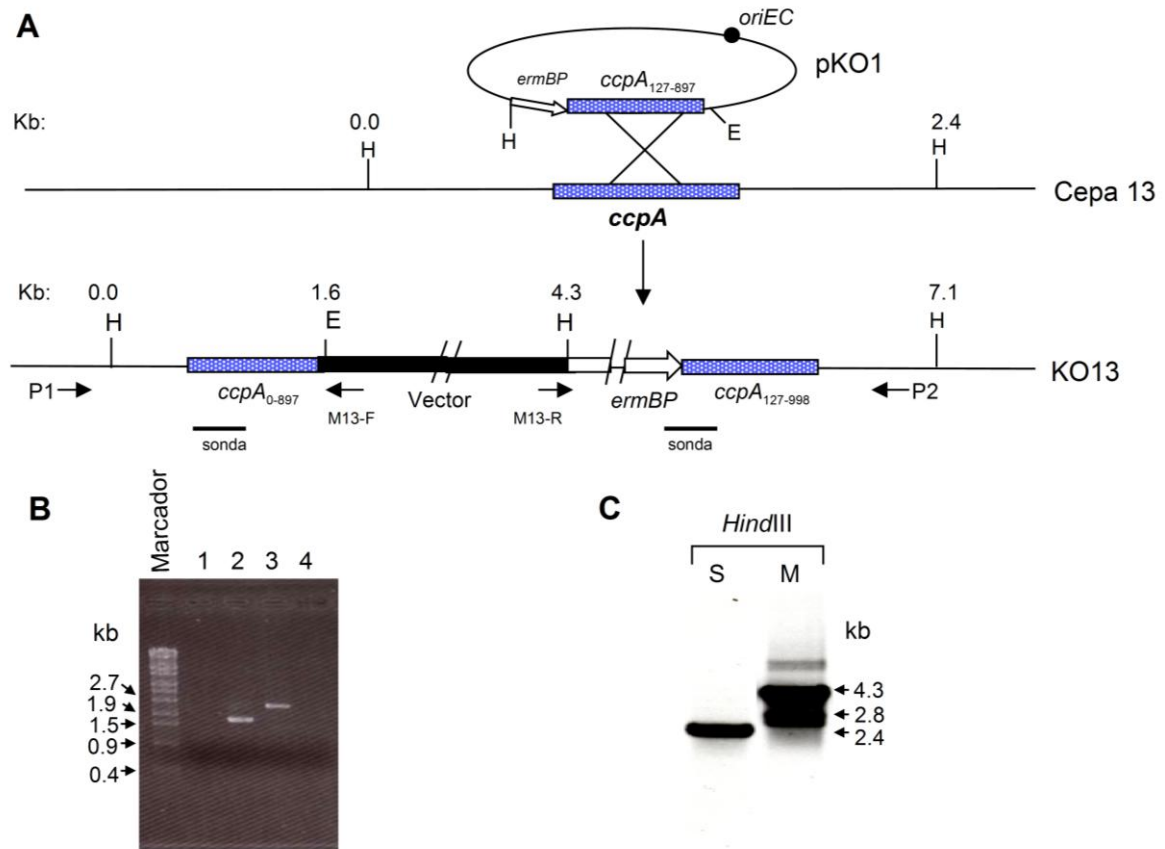 A
oriEC
pKO1
ermBP
ccpA127-897
H
E
Kb:
0.0
2.4
H
H
Cepa 13
ccpA
Kb:
0.0
1.6
4.3
7.1
H
E
H
H
KO13
P1
ccpA0-897
Vector
ermBP
ccpA127-998
P2
M13-F
M13-R
sonda
sonda
B
Marcador
1 2 3 4
kb
2.7
1.9
1.5
0.9
0.4
C
HindIII
S M
kb
4.3
2.8
2.4